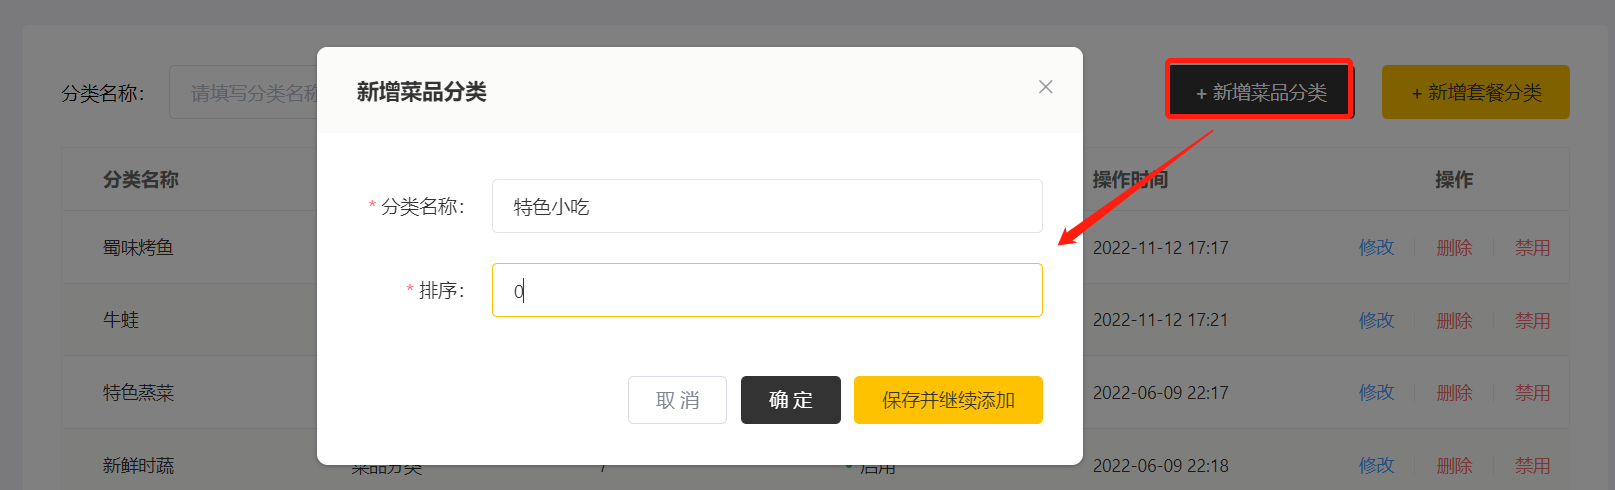 分类名称： 请填写分类名称 + 新增菜品分类 + 新增套餐分类
新增菜品分类
* 分类名称： 特色小吃
* 排序： 0
取 消 确 定 保存并继续添加
分类名称 操作时间 操作
蜀味烤鱼 2022-11-12 17:17 修改 删除 禁用
牛蛙 2022-11-12 17:21 修改 删除 禁用
特色蒸菜 2022-06-09 22:17 修改 删除 禁用
新鲜时蔬 菜品分类 7 启用 2022-06-09 22:18 修改 删除 禁用